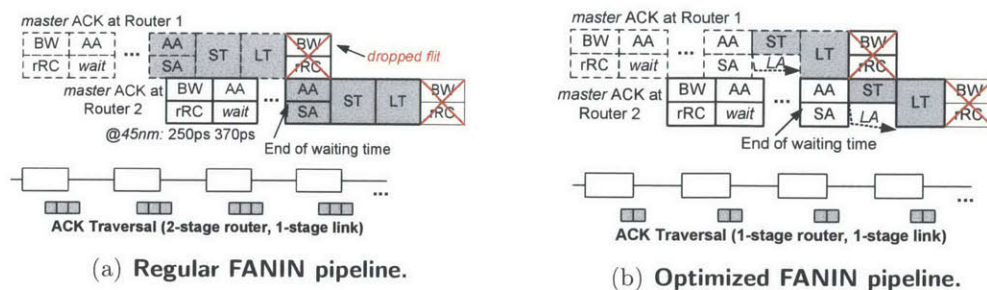 master ACK at Router 1
BW AA ... AA ST LT BW
rRC wait SA rRC
dropped flit
master ACK at Router 2
BW AA ... AA ST LT BW
rRC wait SA rRC
@45nm: 250ps 370ps
End of waiting time
...
ACK Traversal (2-stage router, 1-stage link)
(a) Regular FANIN pipeline.
master ACK at Router 1
BW AA ... AA ST LT BW
rRC wait SA LA rRC
master ACK at Router 2
BW AA ... AA ST LT BW
rRC wait SA LA rRC
End of waiting time
...
ACK Traversal (1-stage router, 1-stage link)
(b) Optimized FANIN pipeline.